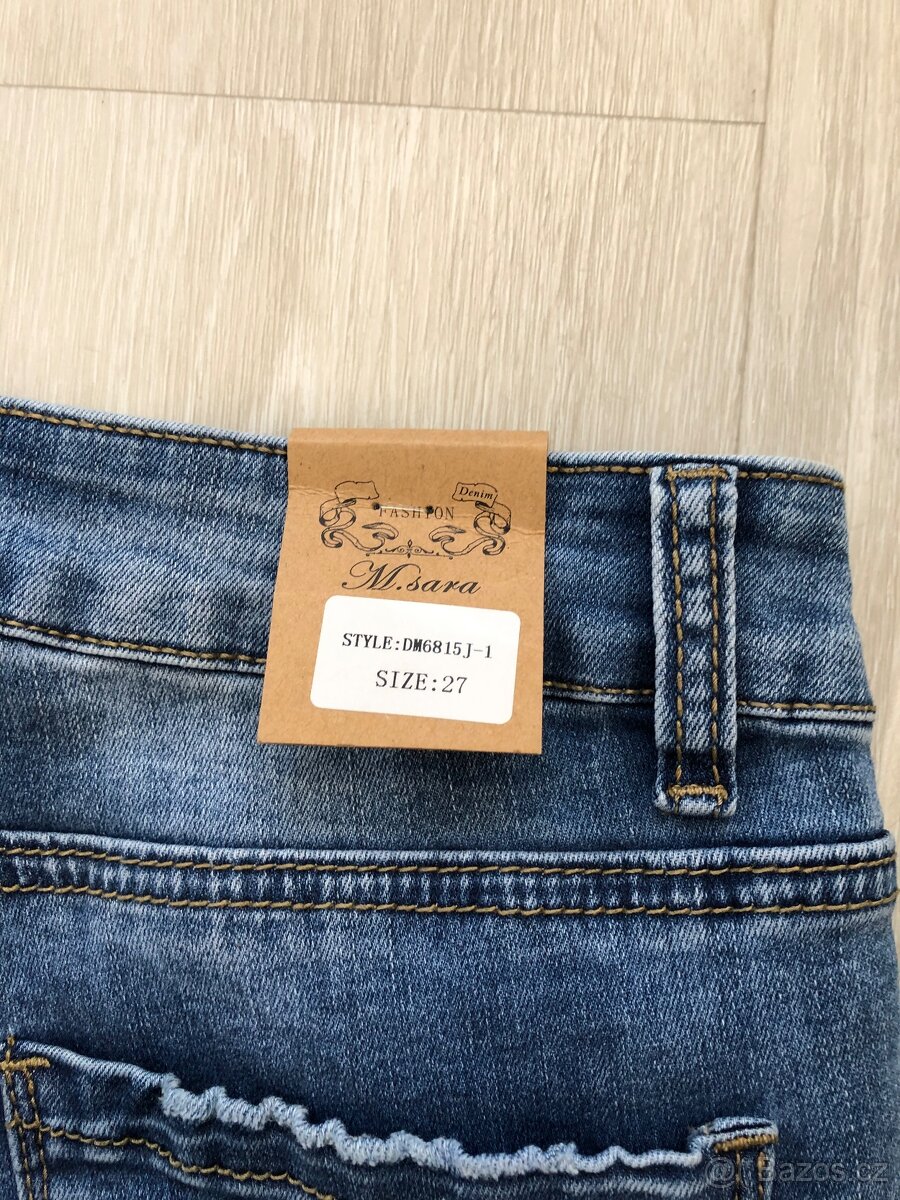 Denim
FASHION
M.sara
STYLE:DM6815J-1
SIZE:27
Bazos.cz